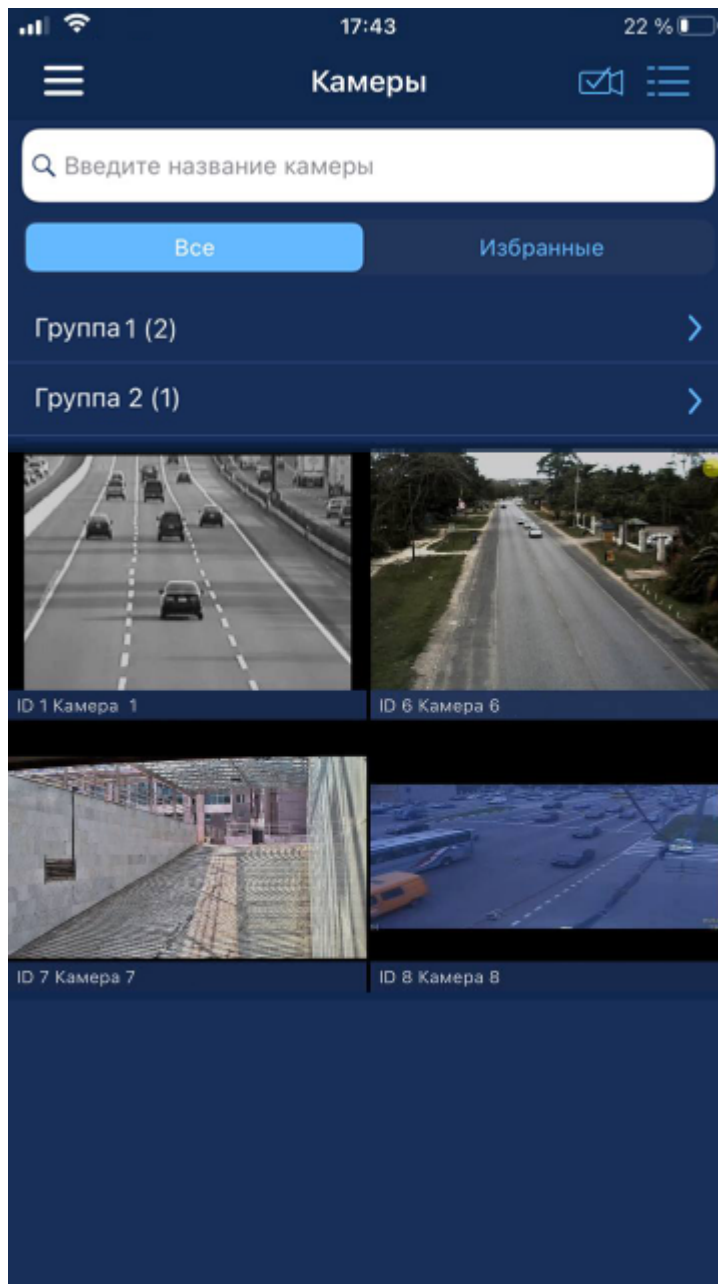 17:43
22 %
Камеры
Введите название камеры
Все
Избранные
Группа 1 (2)
Группа 2 (1)
ID 1 Камера 1
ID 6 Камера 6
ID 7 Камера 7
ID 8 Камера 8